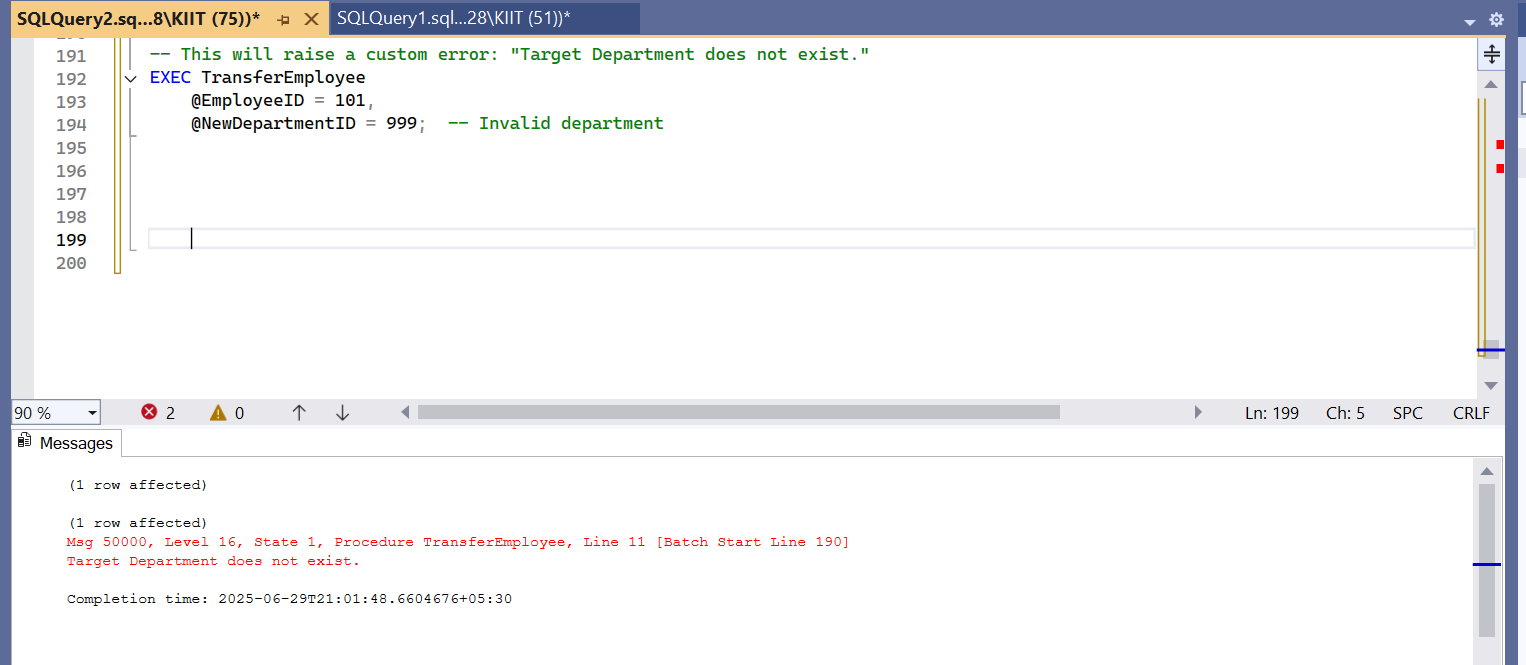 SQLQuery2.sq...8\KIIT (75))* SQLQuery1.sql...28\KIIT (51))*
191 -- This will raise a custom error: "Target Department does not exist."
192 EXEC TransferEmployee
193 @EmployeeID = 101,
194 @NewDepartmentID = 999; -- Invalid department
195
196
197
198
199
200
90 % 2 0 Ln: 199 Ch: 5 SPC CRLF
Messages
(1 row affected)
(1 row affected)
Msg 50000, Level 16, State 1, Procedure TransferEmployee, Line 11 [Batch Start Line 190]
Target Department does not exist.
Completion time: 2025-06-29T21:01:48.6604676+05:30